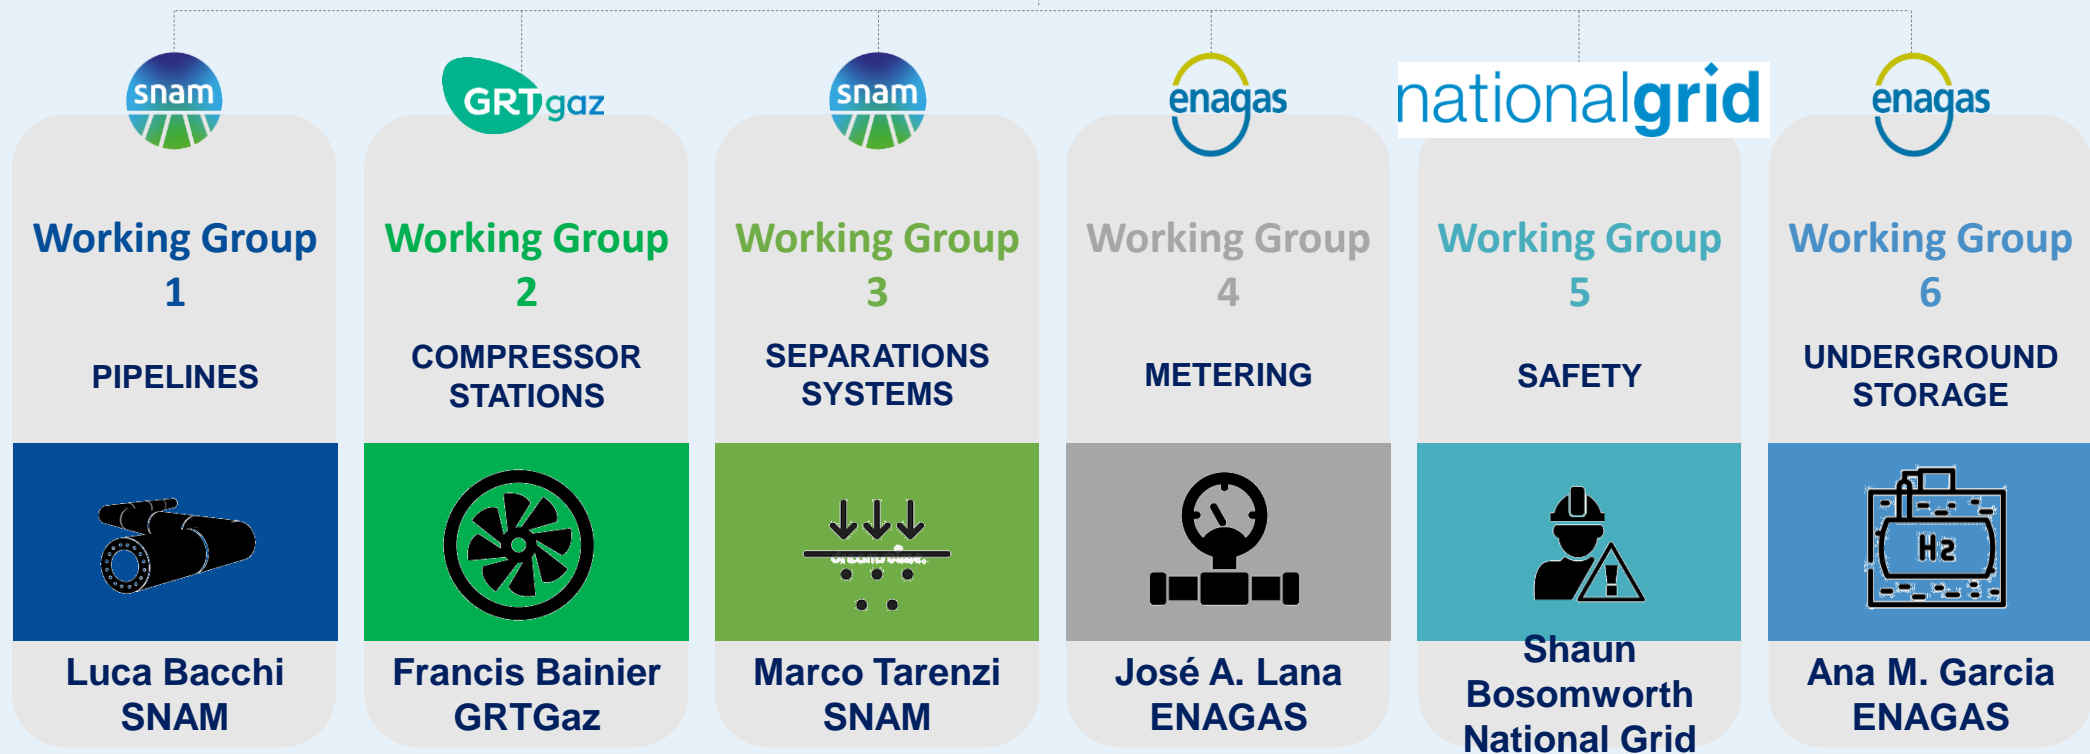 snam
GRTgaz
snam
enagas
nationalgrid
enagas
Working Group
1
PIPELINES
Luca Bacchi
SNAM
Working Group
2
COMPRESSOR
STATIONS
Francis Bainier
GRTGaz
Working Group
3
SEPARATIONS
SYSTEMS
Marco Tarenzi
SNAM
Working Group
4
METERING
José A. Lana
ENAGAS
Working Group
5
SAFETY
Shaun
Bosomworth
National Grid
Working Group
6
UNDERGROUND
STORAGE
H2
Ana M. Garcia
ENAGAS